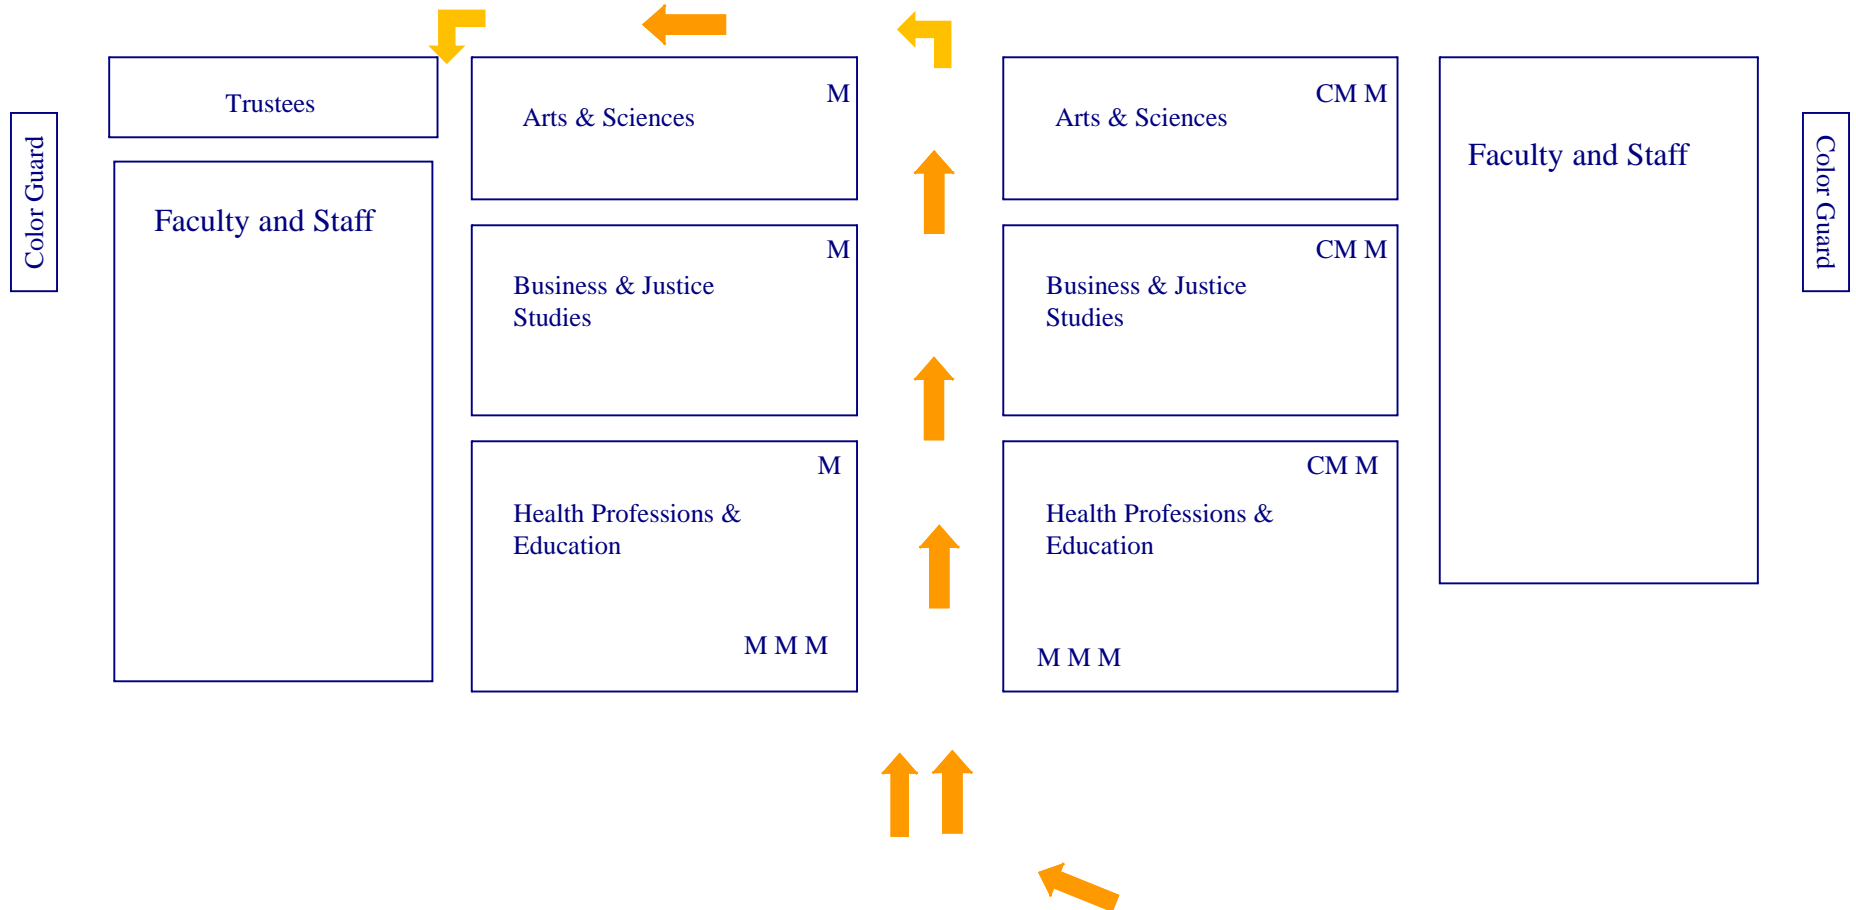 Color Guard
Trustees
Faculty and Staff
M
Arts & Sciences
M
Business & Justice
Studies
M
Health Professions &
Education
M M M
CM M
Arts & Sciences
CM M
Business & Justice
Studies
CM M
Health Professions &
Education
M M M
Faculty and Staff
Color Guard